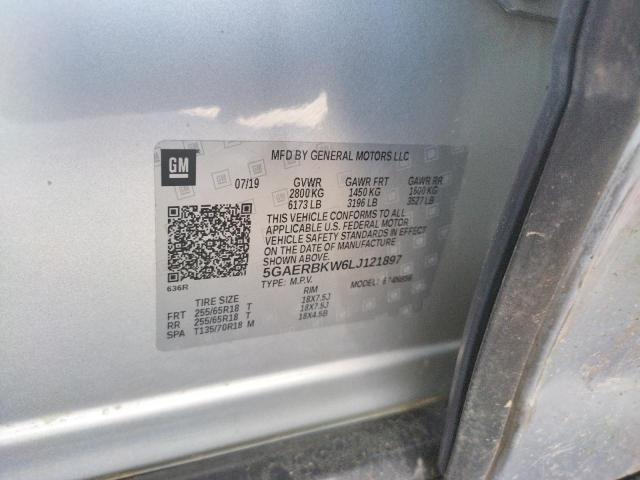 GM
MFD BY GENERAL MOTORS LLC
07/19 GVWR GAWR FRT GAWR RR
2800 KG 1450 KG 1600 KG
6173 LB 3196 LB 3527 LB
THIS VEHICLE CONFORMS TO ALL
APPLICABLE U.S. FEDERAL MOTOR
VEHICLE SAFETY STANDARDS IN EFFECT
ON THE DATE OF MANUFACTURE
SHOWN ABOVE.
5GAERBKW6LJ121897
636R
TYPE: M.P.V. MODEL:
TIRE SIZE RIM
FRT 255/65R18 T 18X7.5J
RR 255/65R18 T 18X7.5J
SPA T135/70R18 M 18X4.5B